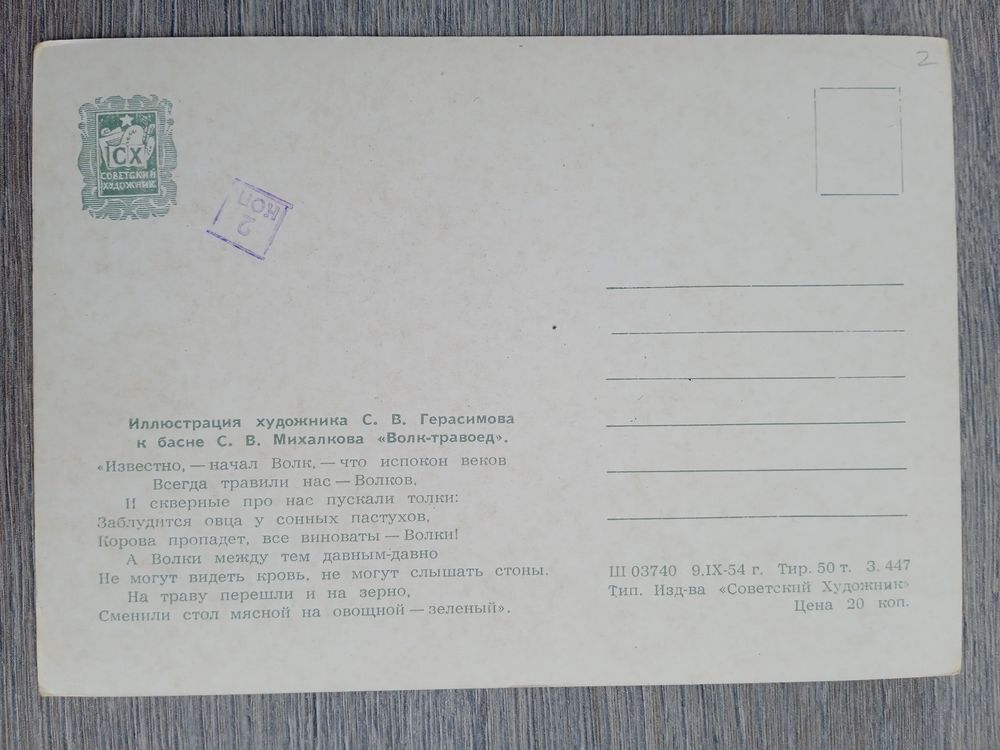 2
СХ
СОВЕТСКИЙ
ХУДОЖНИК
2
КОП
Иллюстрация художника С. В. Герасимова
к басне С. В. Михалкова «Волк-травоед».
«Известно, — начал Волк, — что испокон веков
Всегда травили нас — Волков,
И скверные про нас пускали толки:
Заблудится овца у сонных пастухов,
Корова пропадет, все виноваты — Волки!
А Волки между тем давным-давно
Не могут видеть кровь, не могут слышать стоны.
На траву перешли и на зерно,
Сменили стол мясной на овощной — зеленый».
Ш 03740 9.IX-54 г. Тир. 50 т. З. 447
Тип. Изд-ва «Советский Художник»
Цена 20 коп.